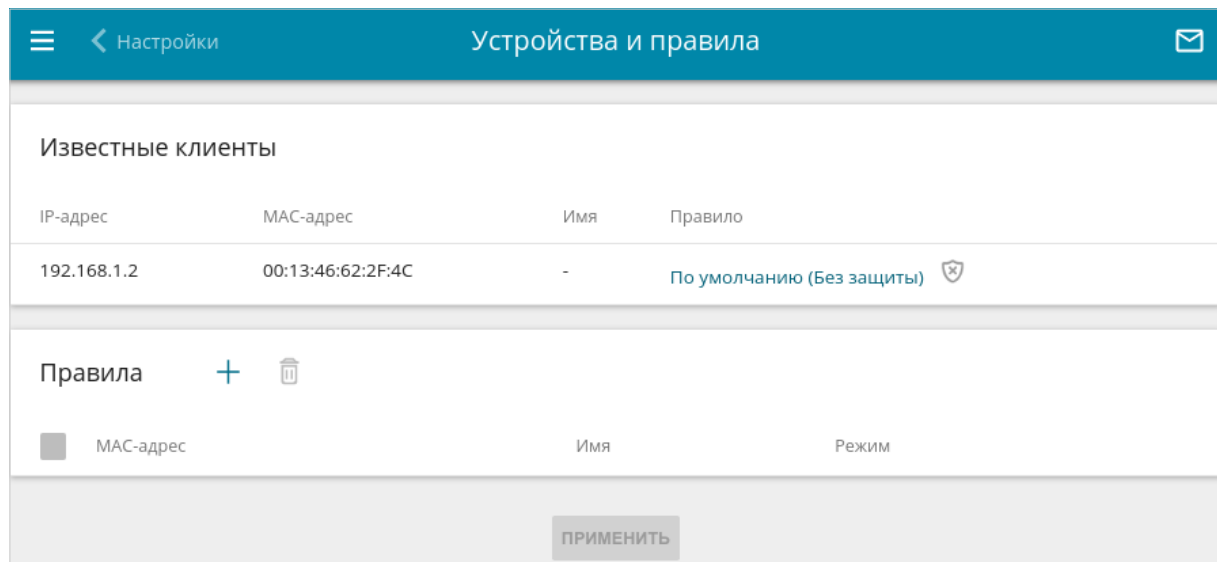 Настройки
Устройства и правила
Известные клиенты
IP-адрес MAC-адрес Имя Правило
192.168.1.2 00:13:46:62:2F:4C - По умолчанию (Без защиты)
Правила
MAC-адрес Имя Режим
ПРИМЕНИТЬ